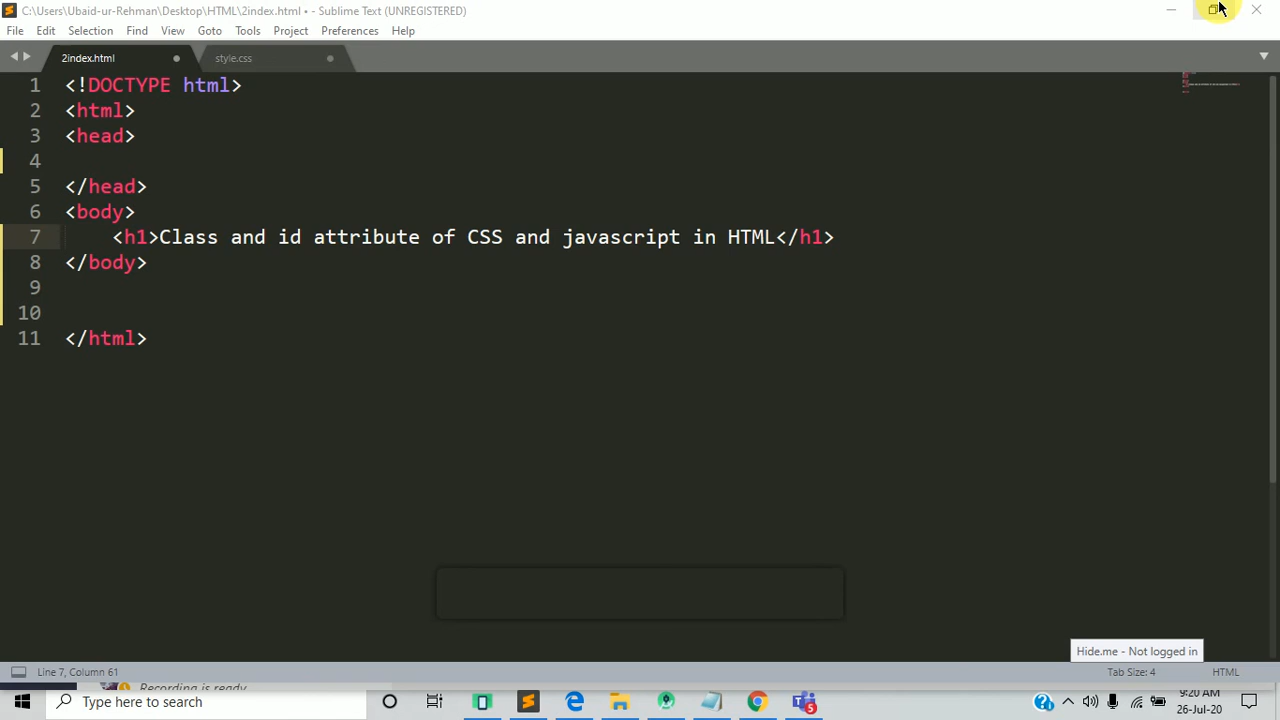 C:\Users\Ubaid-ur-Rehman\Desktop\HTML\2index.html • - Sublime Text (UNREGISTERED)
File Edit Selection Find View Goto Tools Project Preferences Help
2index.html style.css
1 <!DOCTYPE html>
2 <html>
3 <head>
4
5 </head>
6 <body>
7 <h1>Class and id attribute of CSS and javascript in HTML</h1>
8 </body>
9
10
11 </html>
Hide.me - Not logged in
Line 7, Column 61 Tab Size: 4 HTML
Recording is ready
Type here to search 5 9:20 AM
26-Jul-20